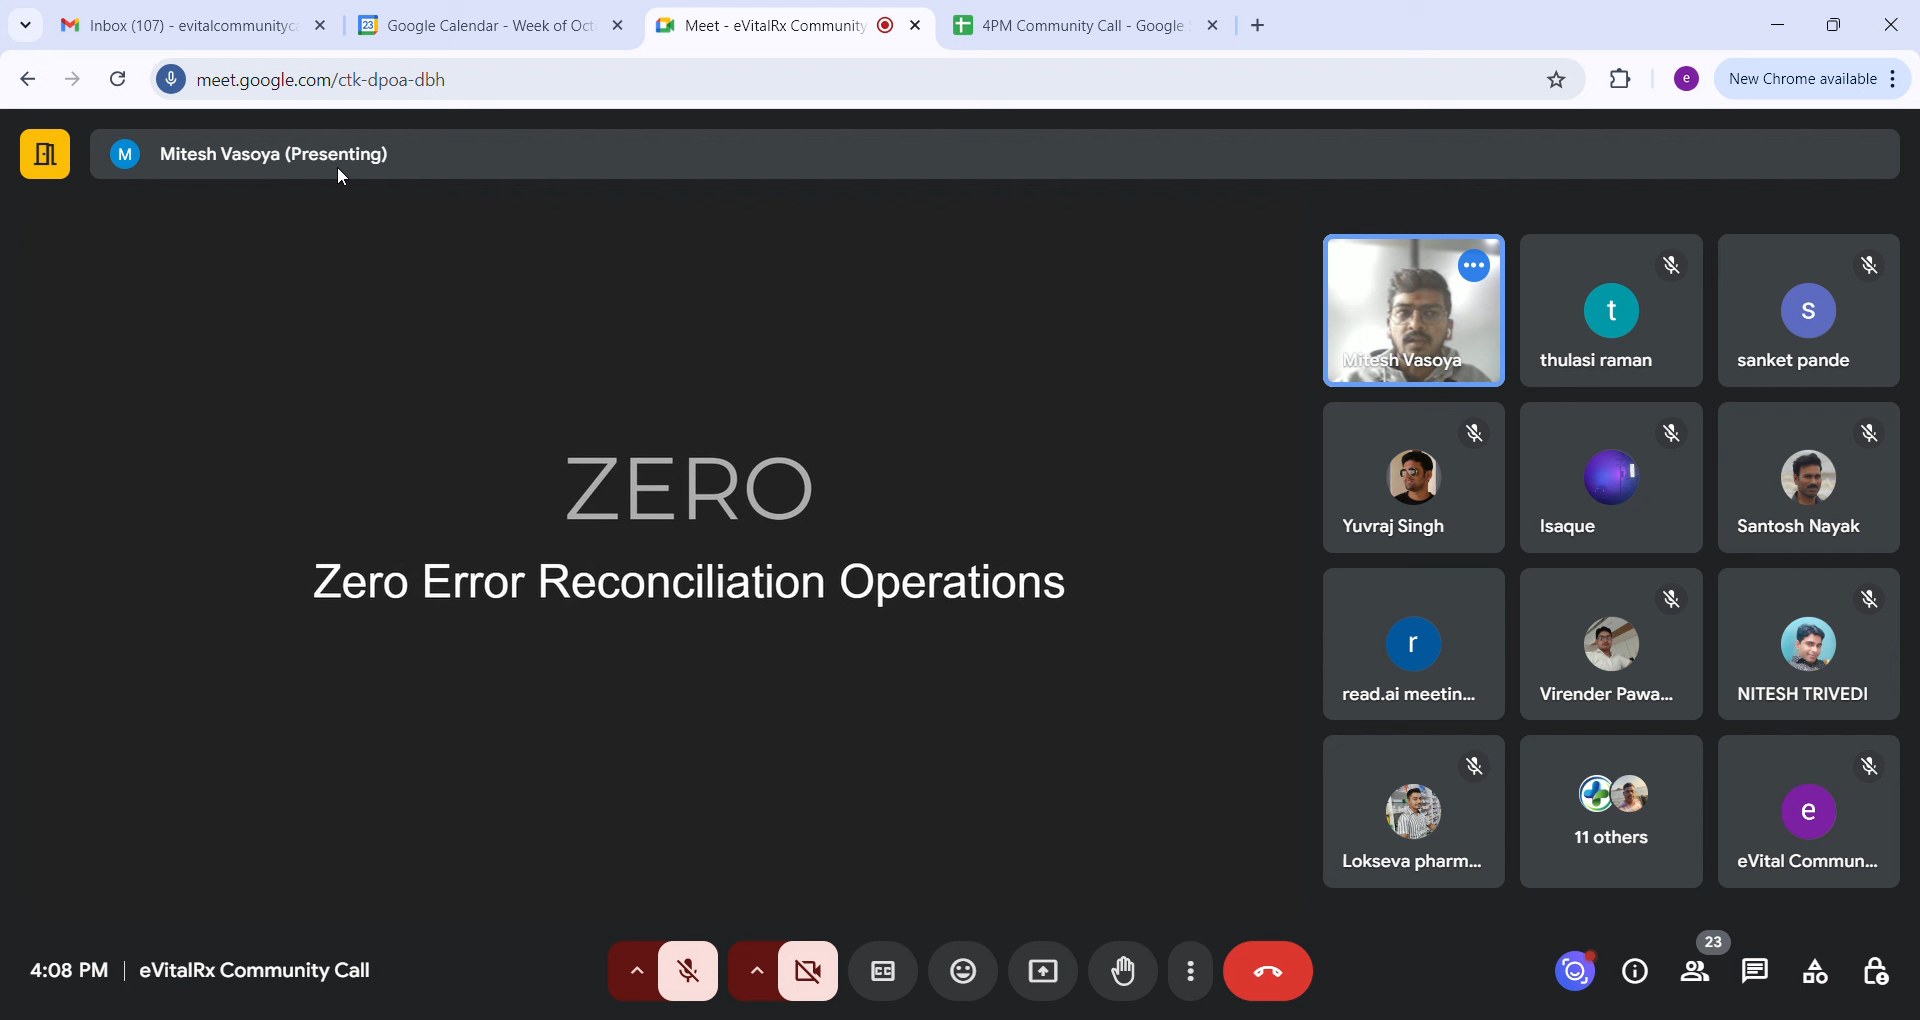 Inbox (107) - evitalcommunityc
23
Google Calendar - Week of Oct
Meet - eVitalRx Community
4PM Community Call - Google
meet.google.com/ctk-dpoa-dbh
e
New Chrome available
M
Mitesh Vasoya (Presenting)
ZERO
Zero Error Reconciliation Operations
Mitesh Vasoya
t
thulasi raman
s
sanket pande
Yuvraj Singh
Isaque
Santosh Nayak
r
read.ai meetin...
Virender Pawa...
NITESH TRIVEDI
Lokseva pharm...
11 others
e
eVital Commun...
4:08 PM
eVitalRx Community Call
CC
23